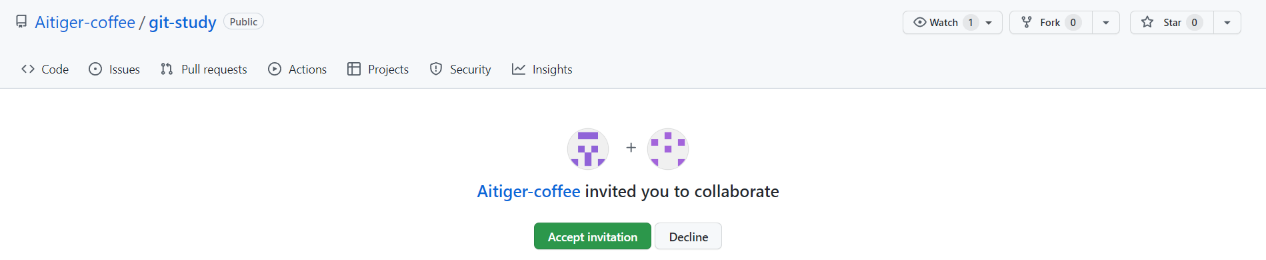 Aitiger-coffee / git-study Public Watch 1 Fork 0 Star 0
Code Issues Pull requests Actions Projects Security Insights
+
Aitiger-coffee invited you to collaborate
Accept invitation Decline